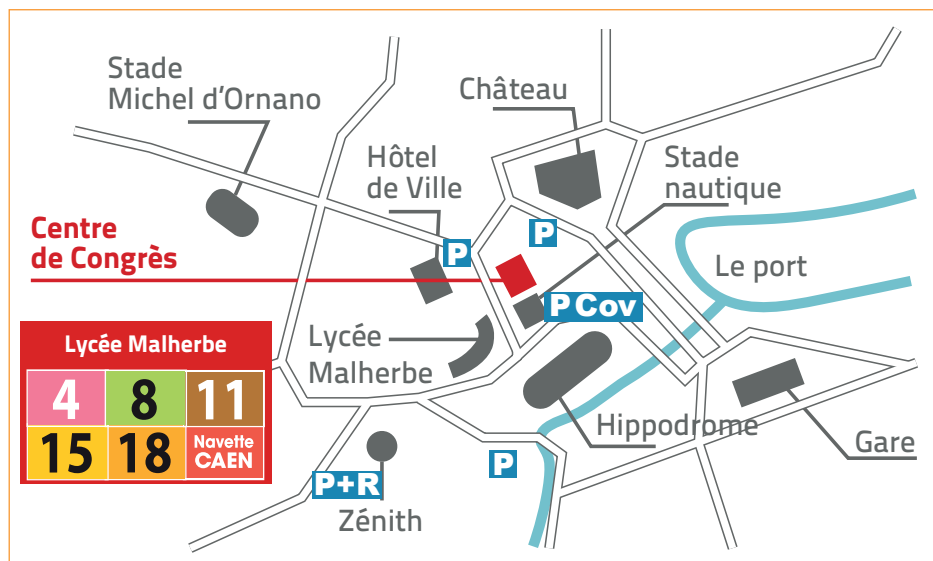 Stade
Michel d'Ornano
Château
Hôtel
de Ville
Stade
nautique
Centre
de Congrès
P
P
Le port
P Cov
Lycée Malherbe
4 8 11
15 18 Navette
CAEN
Lycée
Malherbe
Hippodrome
Gare
P
P+R
Zénith